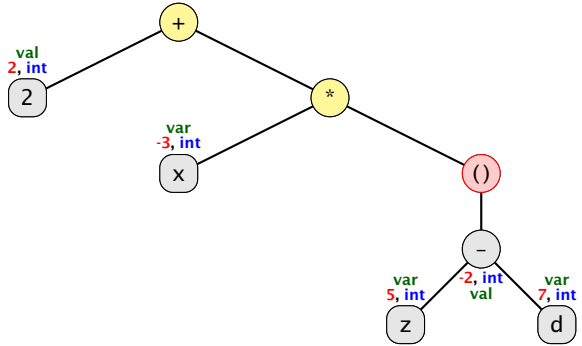 +
val
2, int
2
*
var
-3, int
x
()
-
-2, int
val
var
5, int
z
var
7, int
d